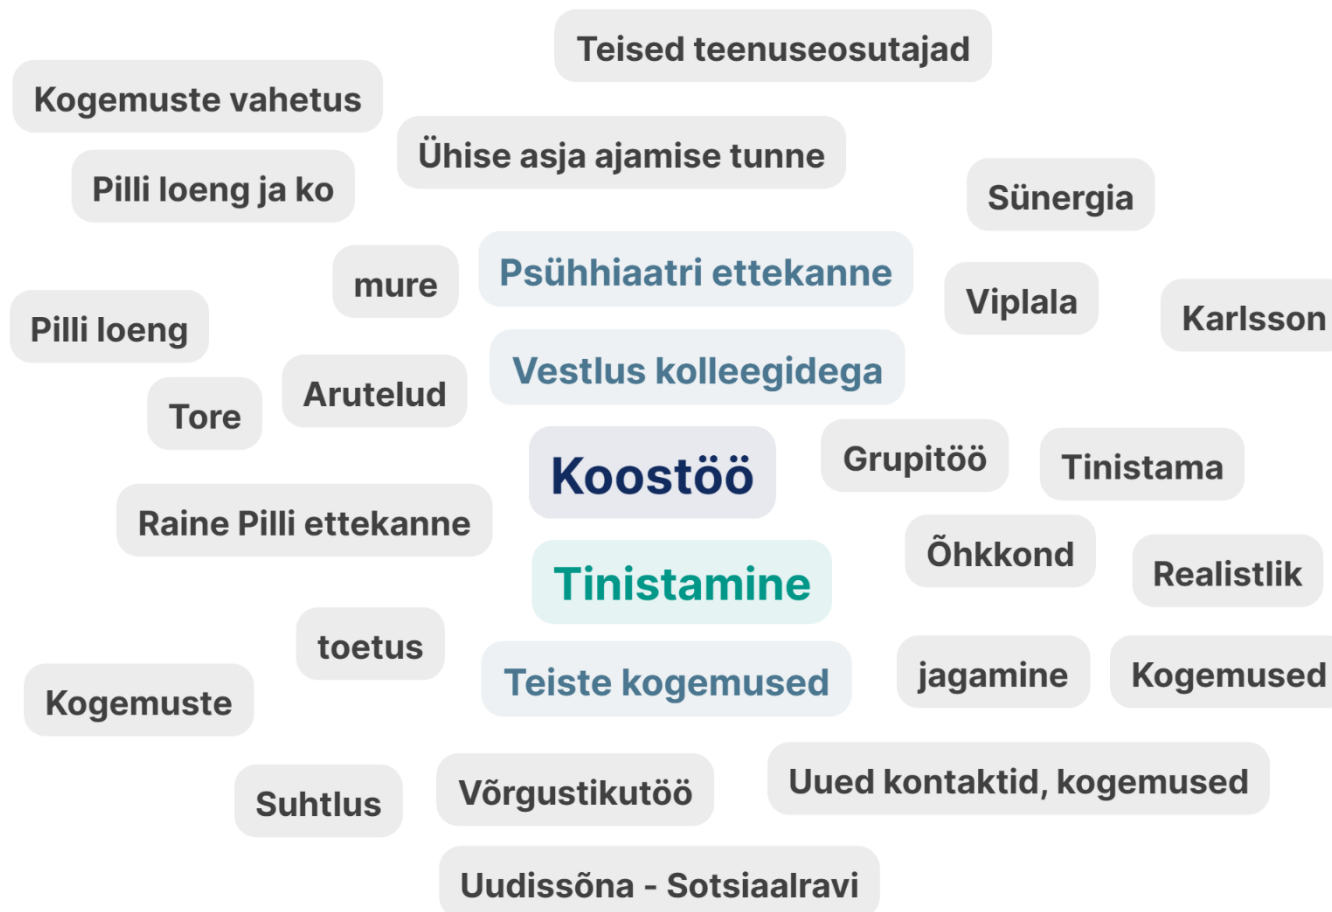 Teised teenuseosutajad
Kogemuste vahetus
Ühise asja ajamise tunne
Pilli loeng ja ko
Sünergia
Psühhiaatri ettekanne
mure
Viplala
Karlsson
Pilli loeng
Vestlus kolleegidega
Arutelud
Tore
Koostöö
Grupitöö
Tinistama
Raine Pilli ettekanne
Õhkkond
Realistlik
Tinistamine
toetus
Teiste kogemused
jagamine
Kogemused
Kogemuste
Uued kontaktid, kogemused
Võrgustikutöö
Suhtlus
Uudissõna - Sotsiaalravi